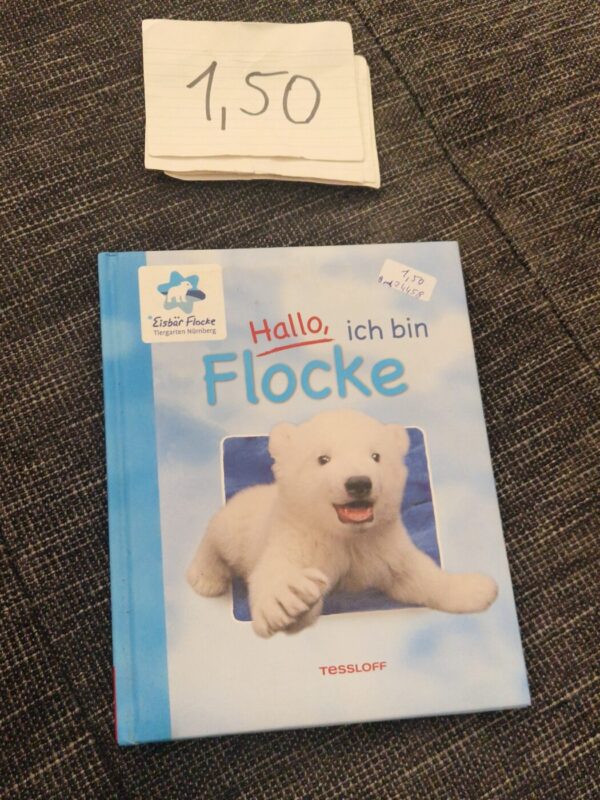 1,50
1,50
Eisbär Flocke
Tiergarten Nürnberg
Hallo, ich bin
Flocke
TESSLOFF